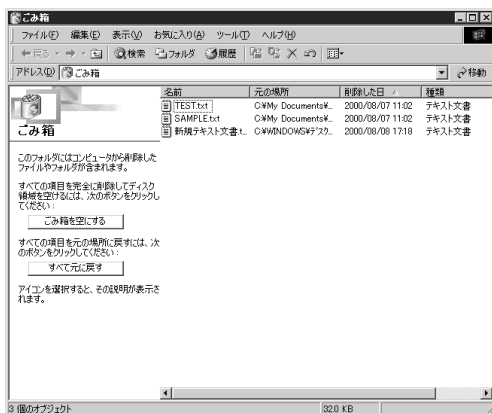 ごみ箱
ファイル(F) 編集(E) 表示(V) お気に入り(A) ツール(T) ヘルプ(H)
戻る 検索 フォルダ 履歴
アドレス(D) ごみ箱 移動
名前 元の場所 削除した日 種類
TEST.txt C:¥My Documents¥... 2000/08/07 11:02 テキスト文書
SAMPLE.txt C:¥My Documents¥... 2000/08/07 11:02 テキスト文書
新規テキスト文書.t... C:¥WINDOWS¥デスク... 2000/08/08 17:18 テキスト文書
ごみ箱
このフォルダにはコンピュータから削除した
ファイルやフォルダが含まれます。
すべての項目を完全に削除してディスク
領域を空けるには、次のボタンをクリックし
てください:
ごみ箱を空にする
すべての項目を元の場所に戻すには、次
のボタンをクリックしてください:
すべて元に戻す
アイコンを選択すると、その説明が表示さ
れます。
3 個のオブジェクト 32.0 KB